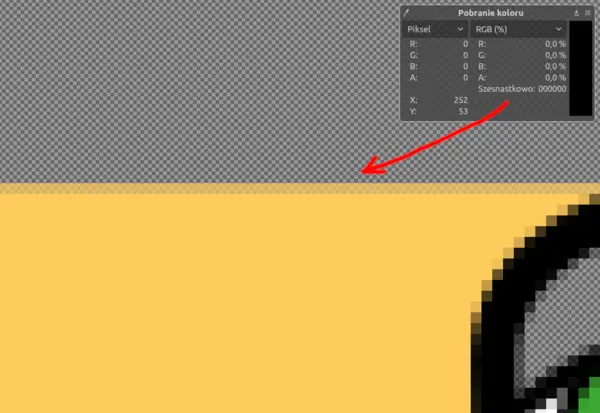 Pobranie koloru
Piksel RGB (%)
R: 0 R: 0,0 %
G: 0 G: 0,0 %
B: 0 B: 0,0 %
A: 0 A: 0,0 %
Szesnastkowo: 000000
X: 252
Y: 53